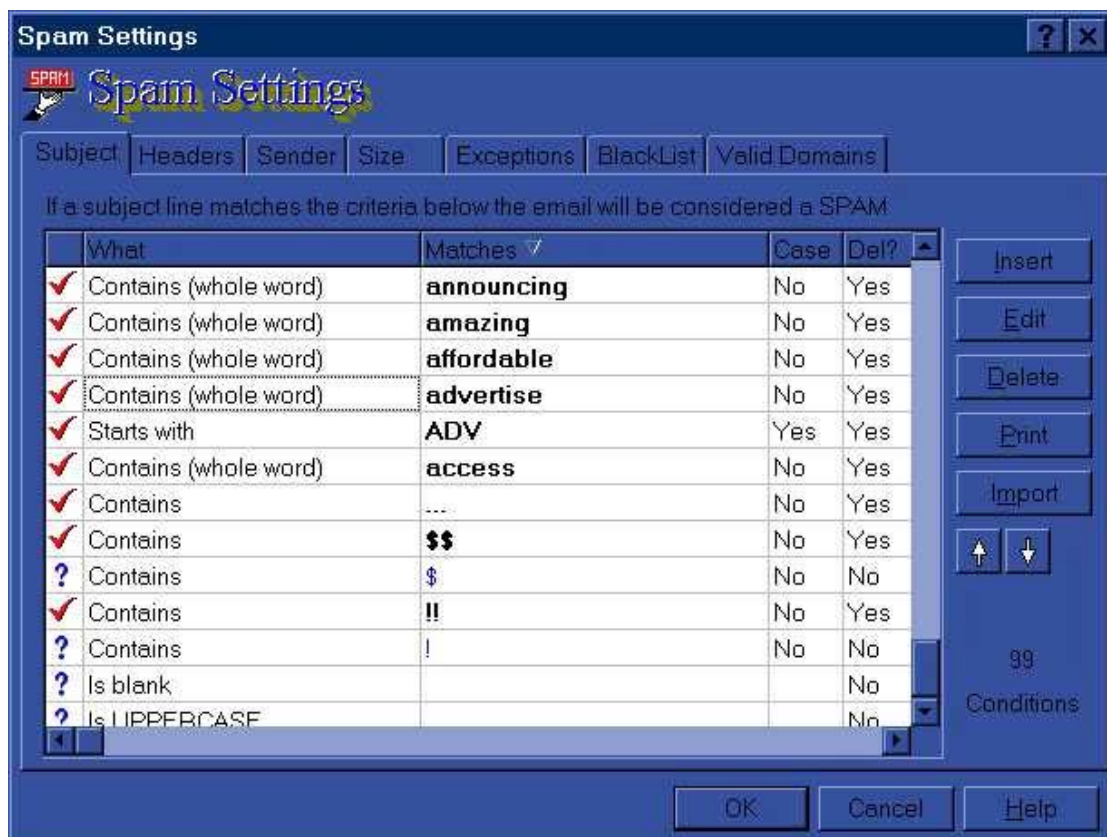 Spam Settings
SPAM Spam Settings
Subject Headers Sender Size Exceptions BlackList Valid Domains
If a subject line matches the criteria below the email will be considered a SPAM
What Matches Case Del?
Contains (whole word) announcing No Yes
Contains (whole word) amazing No Yes
Contains (whole word) affordable No Yes
Contains (whole word) advertise No Yes
Starts with ADV Yes Yes
Contains (whole word) access No Yes
Contains ... No Yes
Contains $$ No Yes
? Contains $ No No
Contains !! No Yes
? Contains ! No No
? Is blank No
? Is UPPERCASE No
Insert
Edit
Delete
Print
Import
99
Conditions
OK Cancel Help